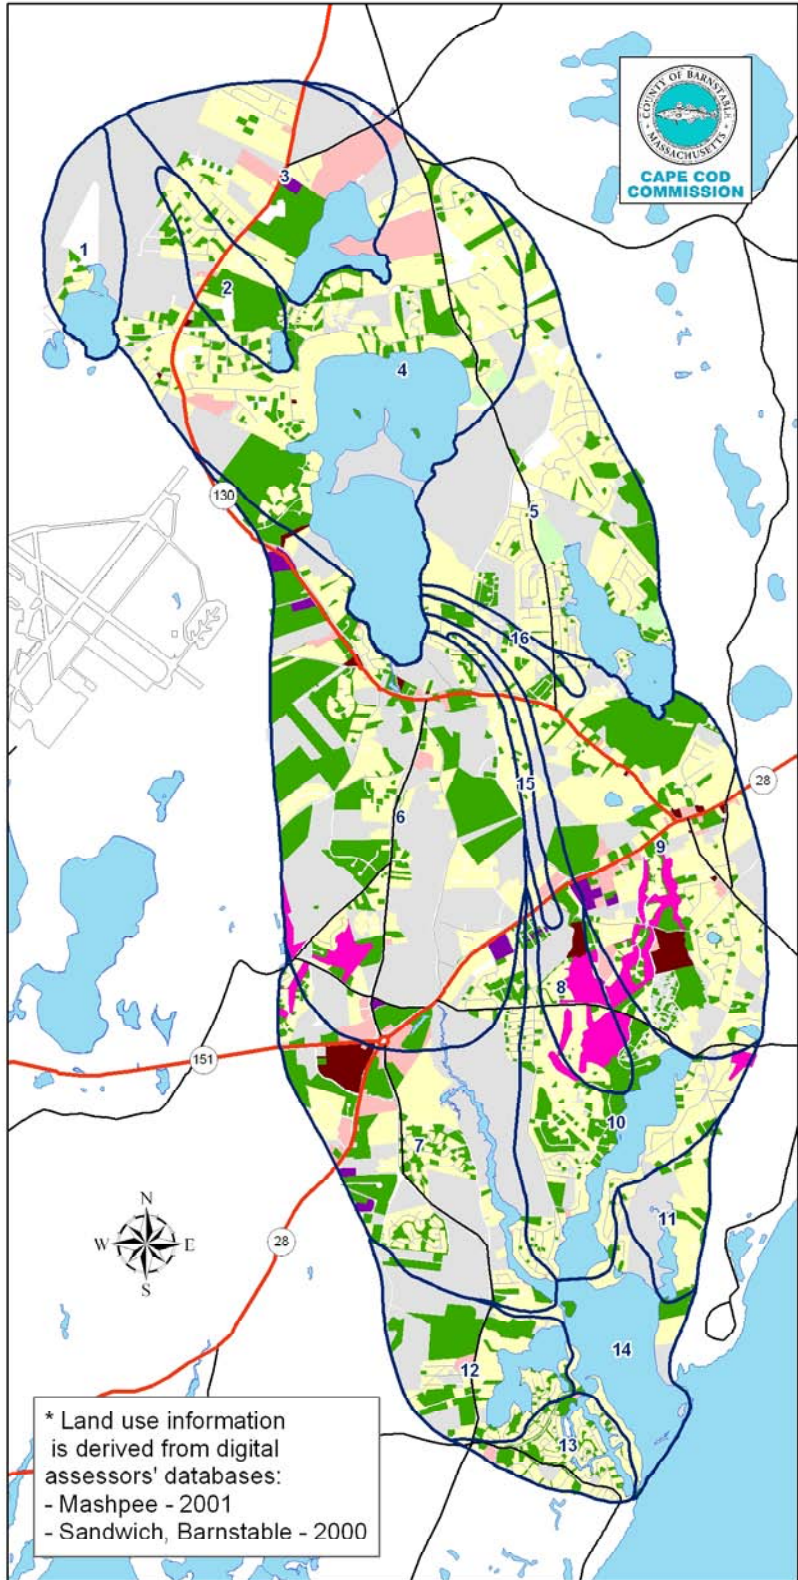 COUNTY OF BARNSTABLE
MASSACHUSETTS
CAPE COD
COMMISSION
1
3
2
4
130
5
16
15
28
6
9
8
151
10
7
11
N
W E
S
28
14
12
13
* Land use information
is derived from digital
assessors' databases:
- Mashpee - 2001
- Sandwich, Barnstable - 2000